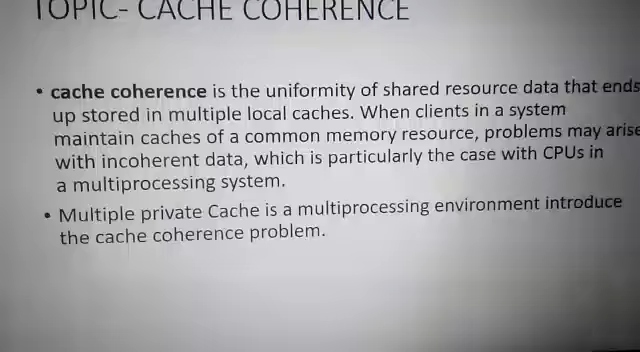 TOPIC- CACHE COHERENCE
• cache coherence is the uniformity of shared resource data that ends
up stored in multiple local caches. When clients in a system
maintain caches of a common memory resource, problems may arise
with incoherent data, which is particularly the case with CPUs in
a multiprocessing system.
• Multiple private Cache is a multiprocessing environment introduce
the cache coherence problem.